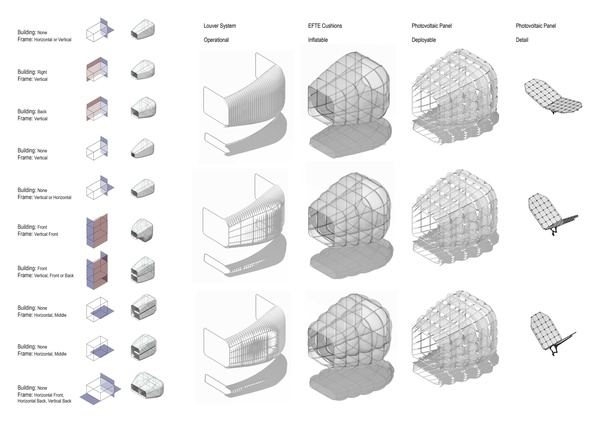 Building: None
Frame: Horizontal or Vertical
Building: Right
Frame: Vertical
Building: Back
Frame: Vertical
Building: None
Frame: Vertical
Building: None
Frame: Vertical or Horizontal
Building: Front
Frame: Vertical Front
Building: Front
Frame: Vertical, Front or Back
Building: None
Frame: Horizontal, Middle
Building: None
Frame: Horizontal, Middle
Building: None
Frame: Horizontal Front,
Horizontal Back, Vertical Back
Louver System
Operational
EFTE Cushions
Inflatable
Photovoltaic Panel
Deployable
Photovoltaic Panel
Detail